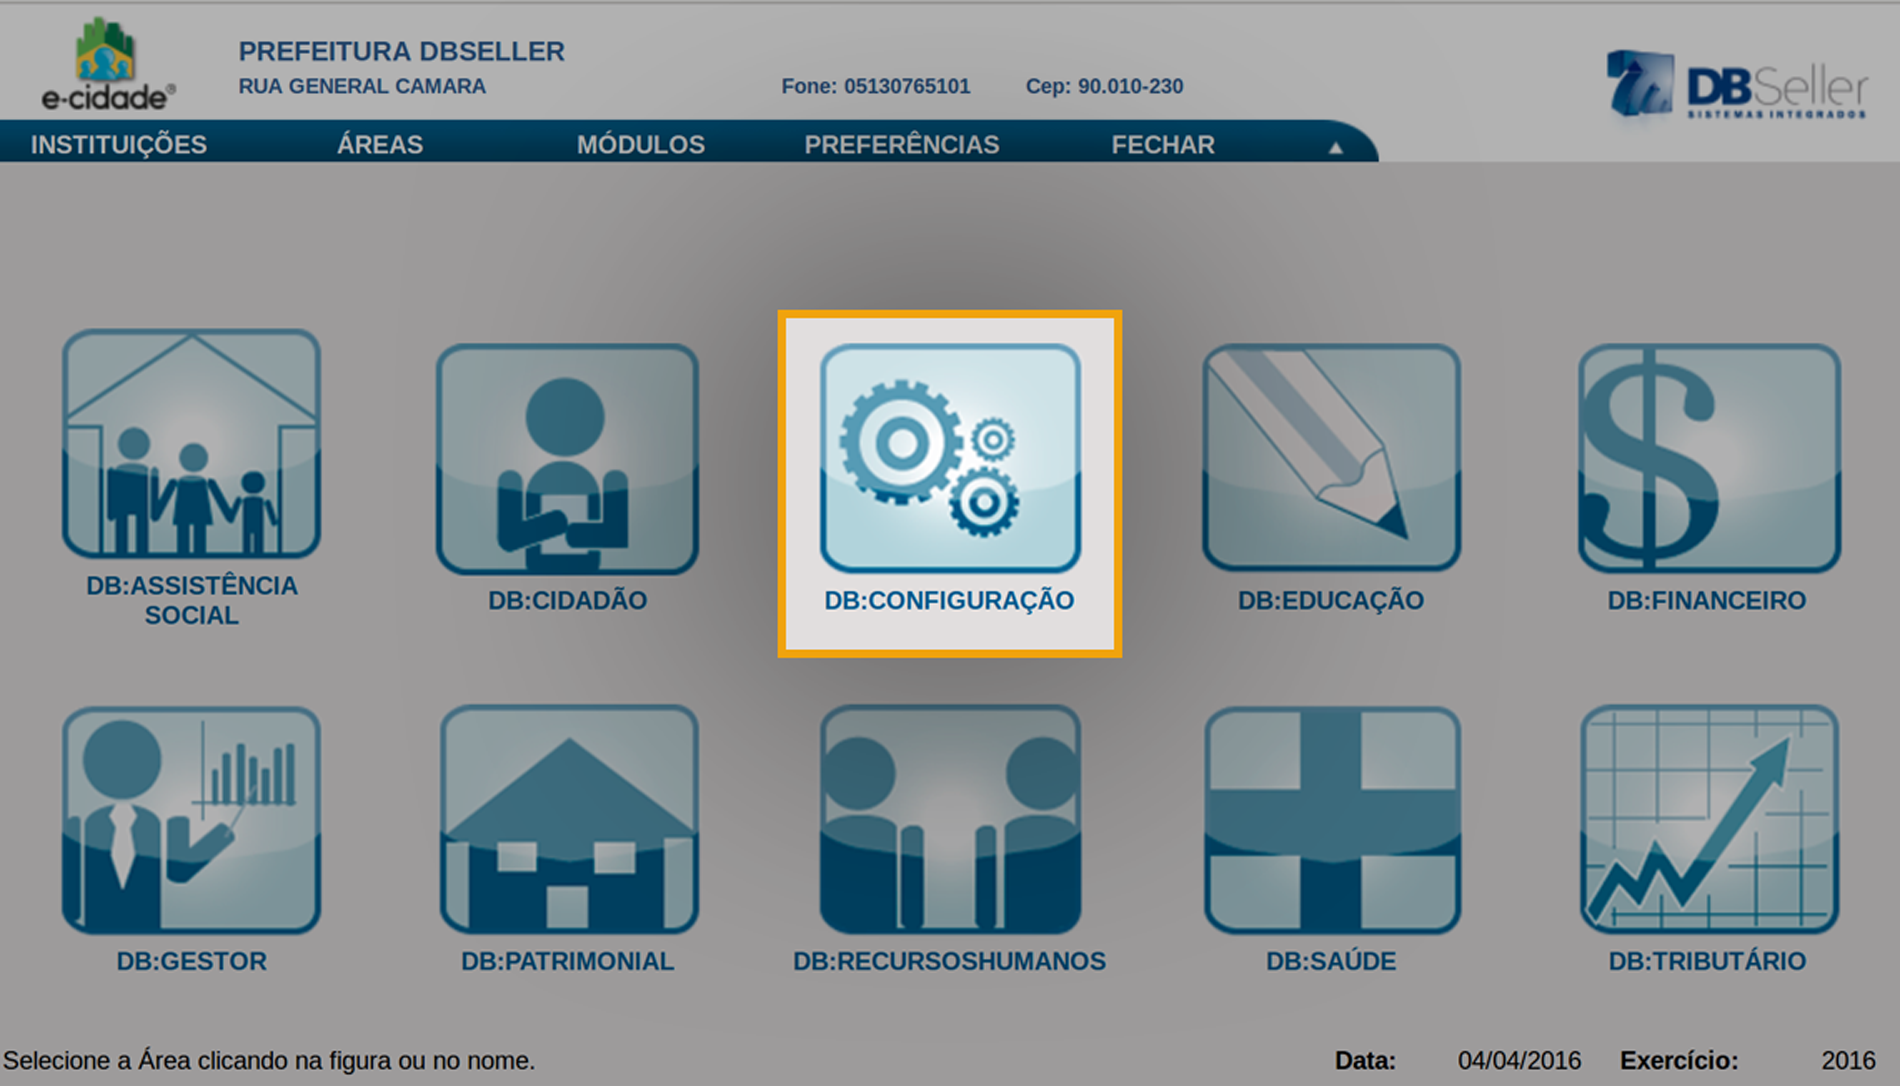 e-cidade®
PREFEITURA DBSELLER
RUA GENERAL CAMARA
Fone: 05130765101
Cep: 90.010-230
DBSeller
SISTEMAS INTEGRADOS
INSTITUIÇÕES
ÁREAS
MÓDULOS
PREFERÊNCIAS
FECHAR
DB:ASSISTÊNCIA
SOCIAL
DB:CIDADÃO
DB:CONFIGURAÇÃO
DB:EDUCAÇÃO
DB:FINANCEIRO
DB:GESTOR
DB:PATRIMONIAL
DB:RECURSOSHUMANOS
DB:SAÚDE
DB:TRIBUTÁRIO
Selecione a Área clicando na figura ou no nome.
Data: 04/04/2016
Exercício: 2016